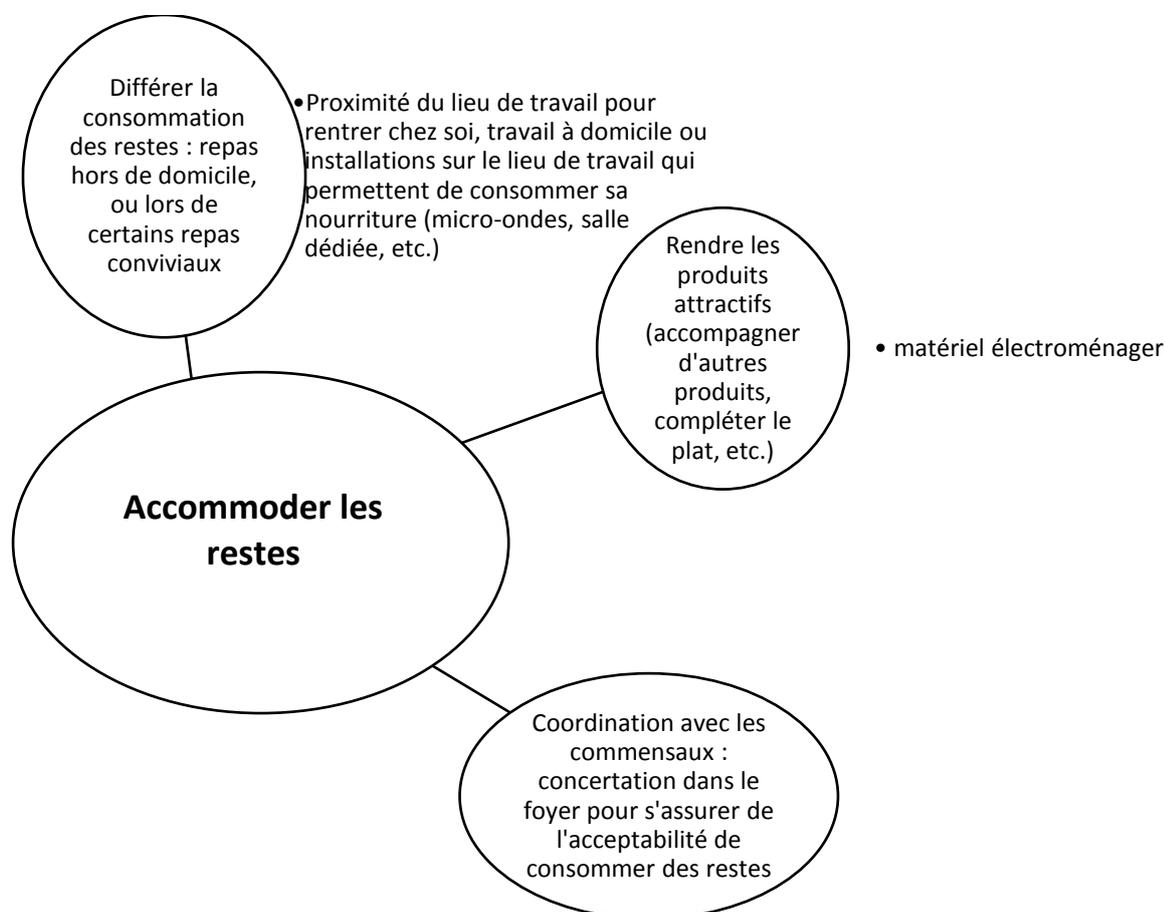 Différer la
consommation
des restes : repas
hors de domicile,
ou lors de
certains repas
conviviaux
•Proximité du lieu de travail pour
rentrer chez soi, travail à domicile ou
installations sur le lieu de travail qui
permettent de consommer sa
nourriture (micro-ondes, salle
dédiée, etc.)
Rendre les
produits
attractifs
(accompagner
d'autres
produits,
compléter le
plat, etc.)
• matériel électroménager
Accommoder les
restes
Coordination avec les
commensaux :
concertation dans le
foyer pour s'assurer de
l'acceptabilité de
consommer des restes